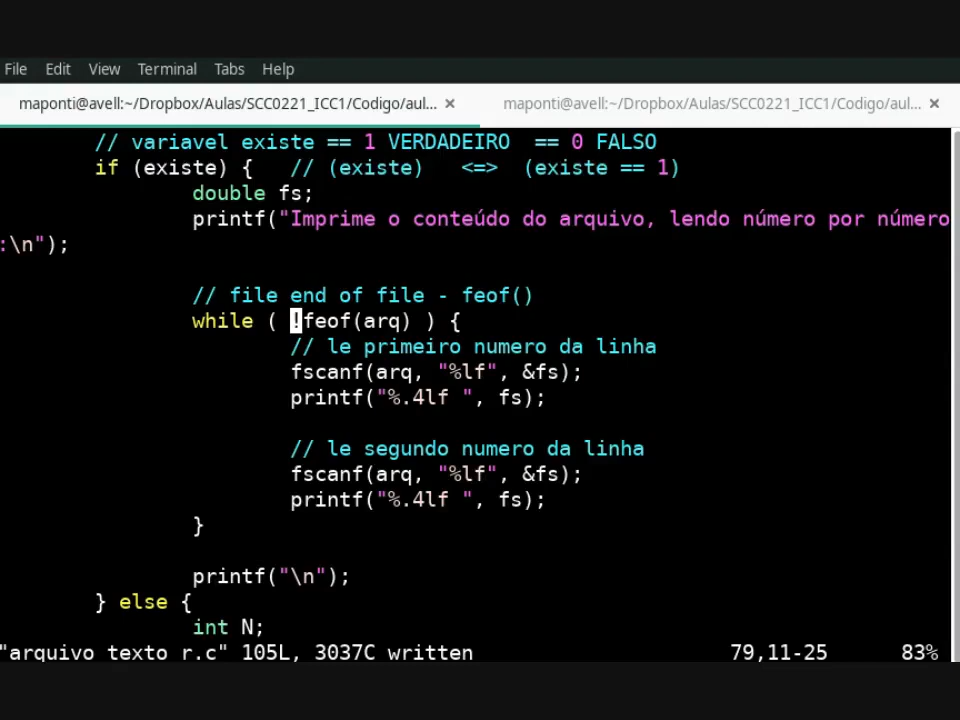 File Edit View Terminal Tabs Help
maponti@avell:~/Dropbox/Aulas/SCC0221_ICC1/Codigo/aul... × maponti@avell:~/Dropbox/Aulas/SCC0221_ICC1/Codigo/aul... ×
// variavel existe == 1 VERDADEIRO  == 0 FALSO
if (existe) {   // (existe)   <=>  (existe == 1)
double fs;
printf("Imprime o conteúdo do arquivo, lendo número por número
:\n");
// file end of file - feof()
while ( !feof(arq) ) {
// le primeiro numero da linha
fscanf(arq, "%lf", &fs);
printf("%.4lf ", fs);
// le segundo numero da linha
fscanf(arq, "%lf", &fs);
printf("%.4lf ", fs);
}
printf("\n");
} else {
int N;
"arquivo_texto_r.c" 105L, 3037C written 79,11-25 83%